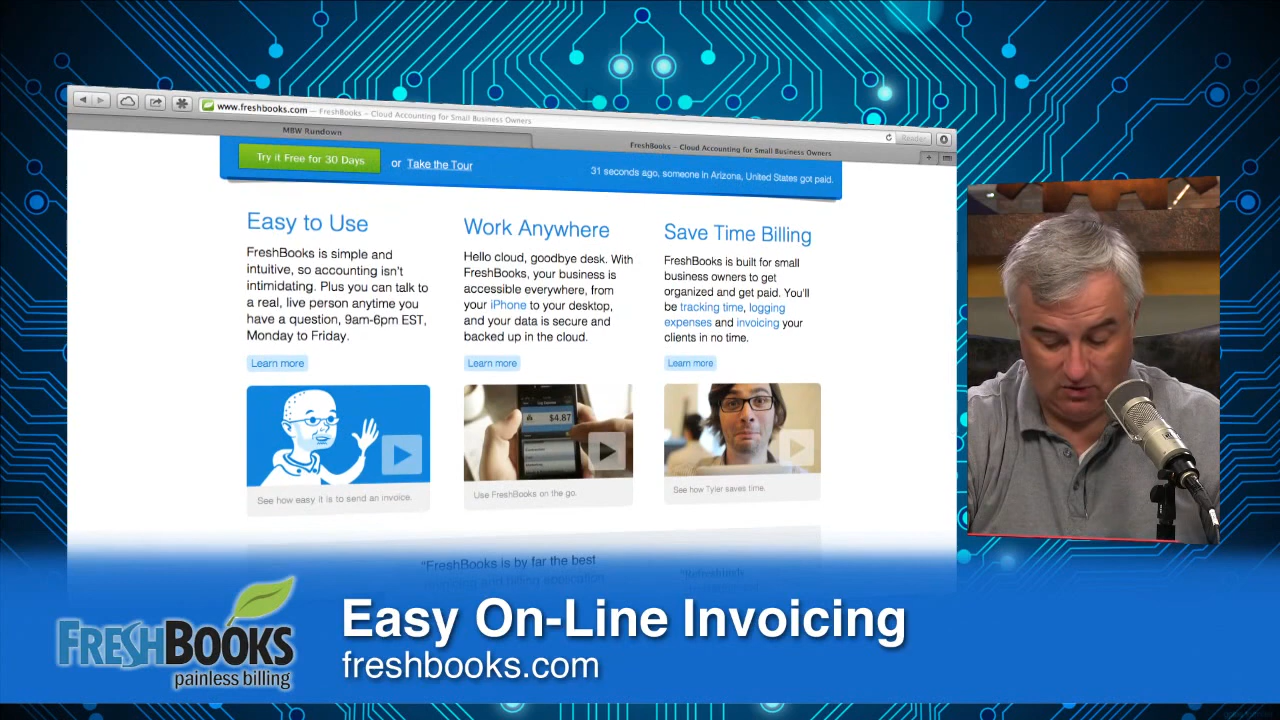 www.freshbooks.com — FreshBooks – Cloud Accounting for Small Business Owners
Reader
MBW Rundown
FreshBooks – Cloud Accounting for Small Business Owners
Try it Free for 30 Days
or Take the Tour
31 seconds ago, someone in Arizona, United States got paid.
Easy to Use
FreshBooks is simple and
intuitive, so accounting isn't
intimidating. Plus you can talk to
a real, live person anytime you
have a question, 9am-6pm EST,
Monday to Friday.
Learn more
See how easy it is to send an invoice.
Work Anywhere
Hello cloud, goodbye desk. With
FreshBooks, your business is
accessible everywhere, from
your iPhone to your desktop,
and your data is secure and
backed up in the cloud.
Learn more
$4.87
Use FreshBooks on the go.
Save Time Billing
FreshBooks is built for small
business owners to get
organized and get paid. You'll
be tracking time, logging
expenses and invoicing your
clients in no time.
Learn more
See how Tyler saves time.
"FreshBooks is by far the best
FRESHBOOKS
painless billing
Easy On-Line Invoicing
freshbooks.com